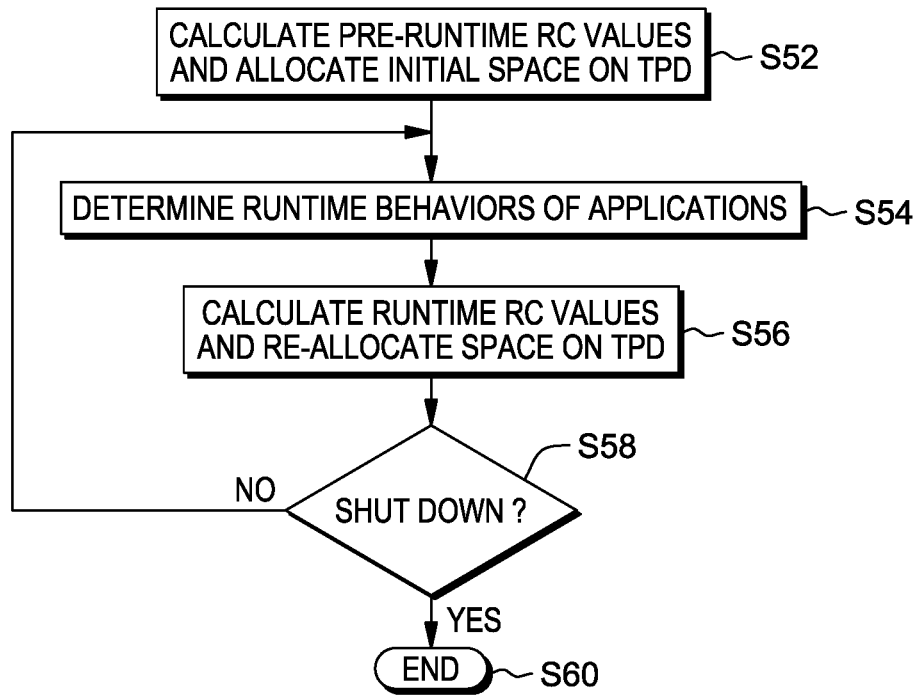 CALCULATE PRE-RUNTIME RC VALUES
AND ALLOCATE INITIAL SPACE ON TPD
S52
DETERMINE RUNTIME BEHAVIORS OF APPLICATIONS
S54
CALCULATE RUNTIME RC VALUES
AND RE-ALLOCATE SPACE ON TPD
S56
S58
NO
SHUT DOWN ?
YES
END
S60